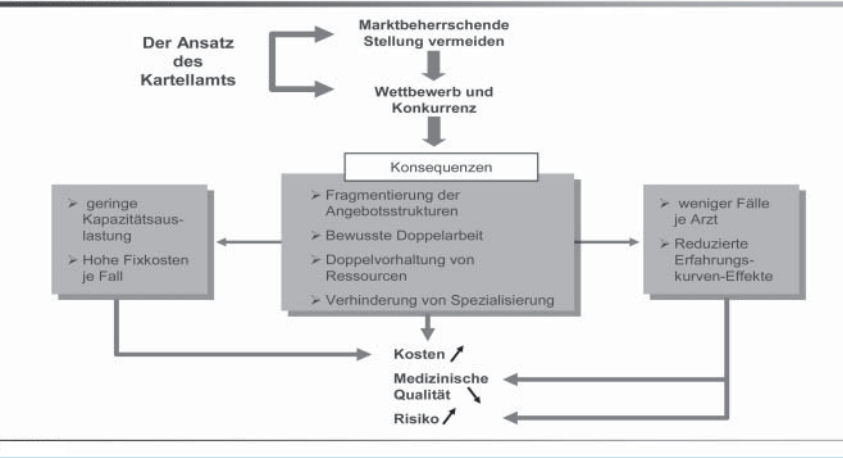 Der Ansatz
des
Kartellamts
Marktbeherrschende
Stellung vermeiden
Wettbewerb und
Konkurrenz
Konsequenzen
➢ geringe
Kapazitätsaus-
lastung
➢ Hohe Fixkosten
je Fall
➢ Fragmentierung der
Angebotsstrukturen
➢ Bewusste Doppelarbeit
➢ Doppelvorhaltung von
Ressourcen
➢ Verhinderung von Spezialisierung
➢ weniger Fälle
je Arzt
➢ Reduzierte
Erfahrungs-
kurven-Effekte
Kosten
Medizinische
Qualität
Risiko